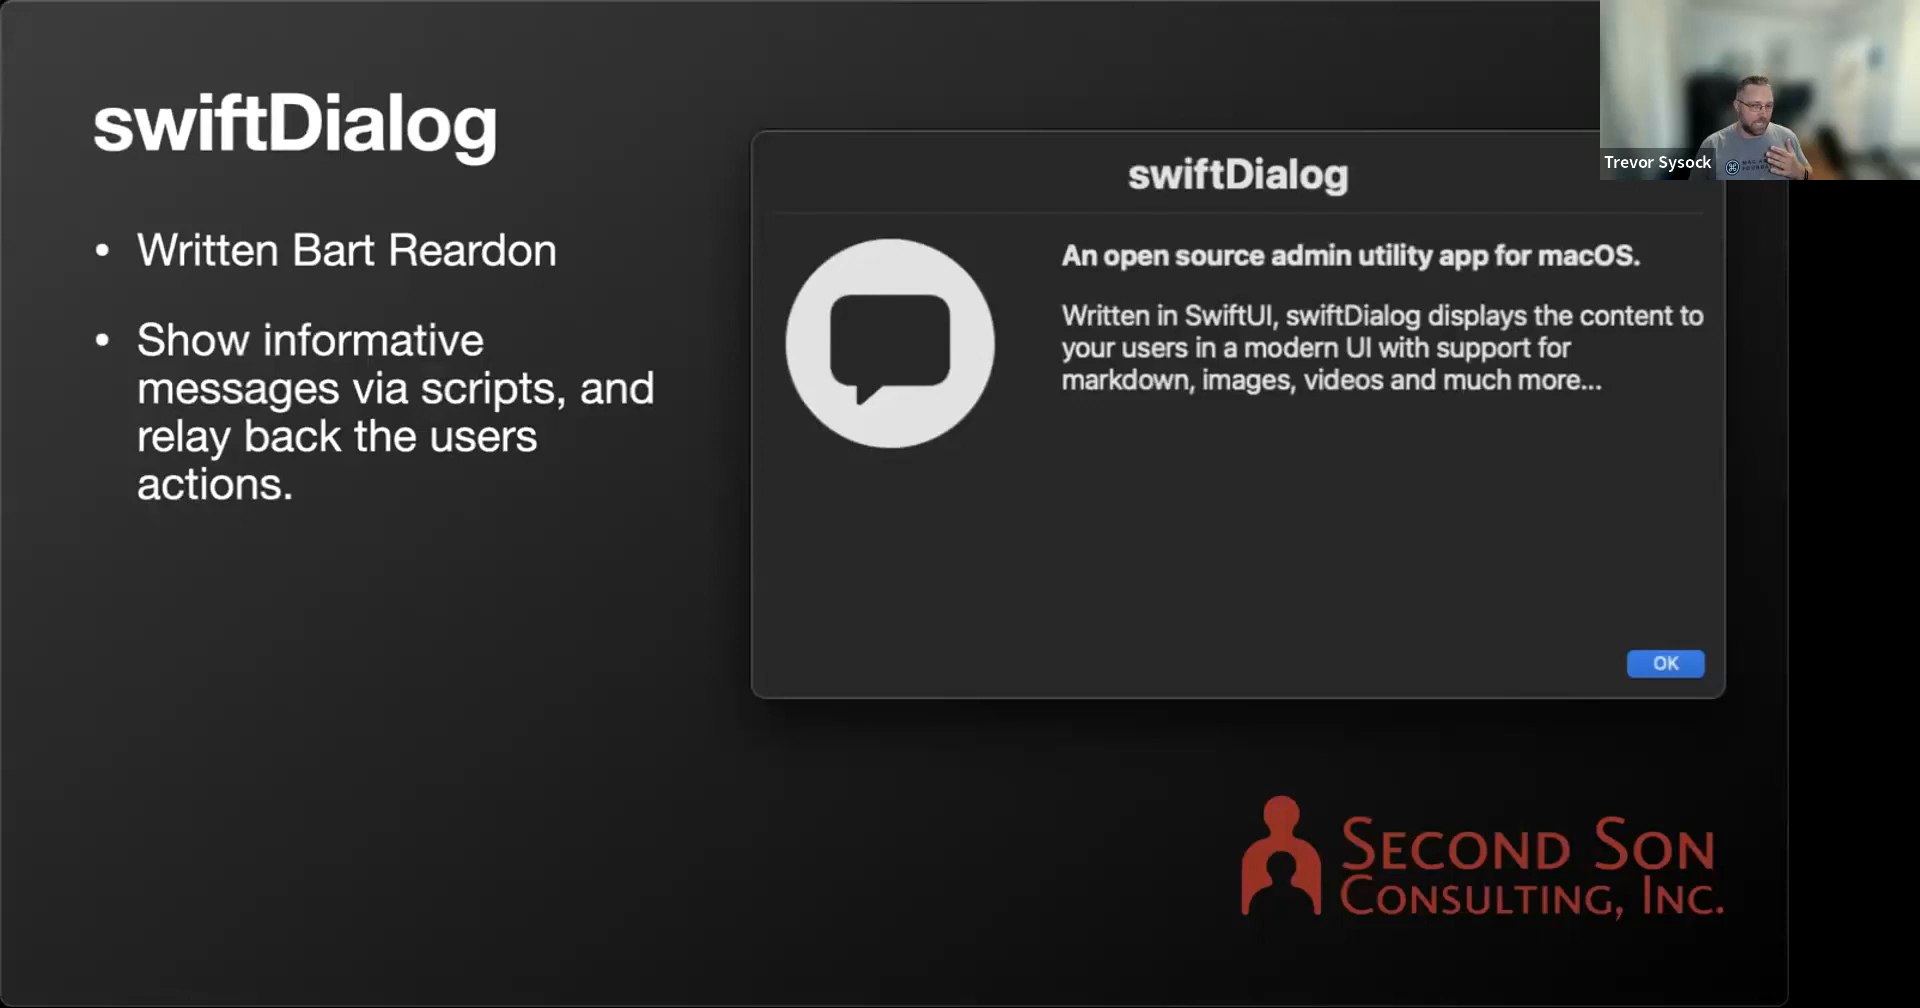 swiftDialog
• Written Bart Reardon
• Show informative
messages via scripts, and
relay back the users
actions.
swiftDialog
An open source admin utility app for macOS.
Written in SwiftUI, swiftDialog displays the content to
your users in a modern UI with support for
markdown, images, videos and much more...
OK
Trevor Sysock
SECOND SON
CONSULTING, INC.